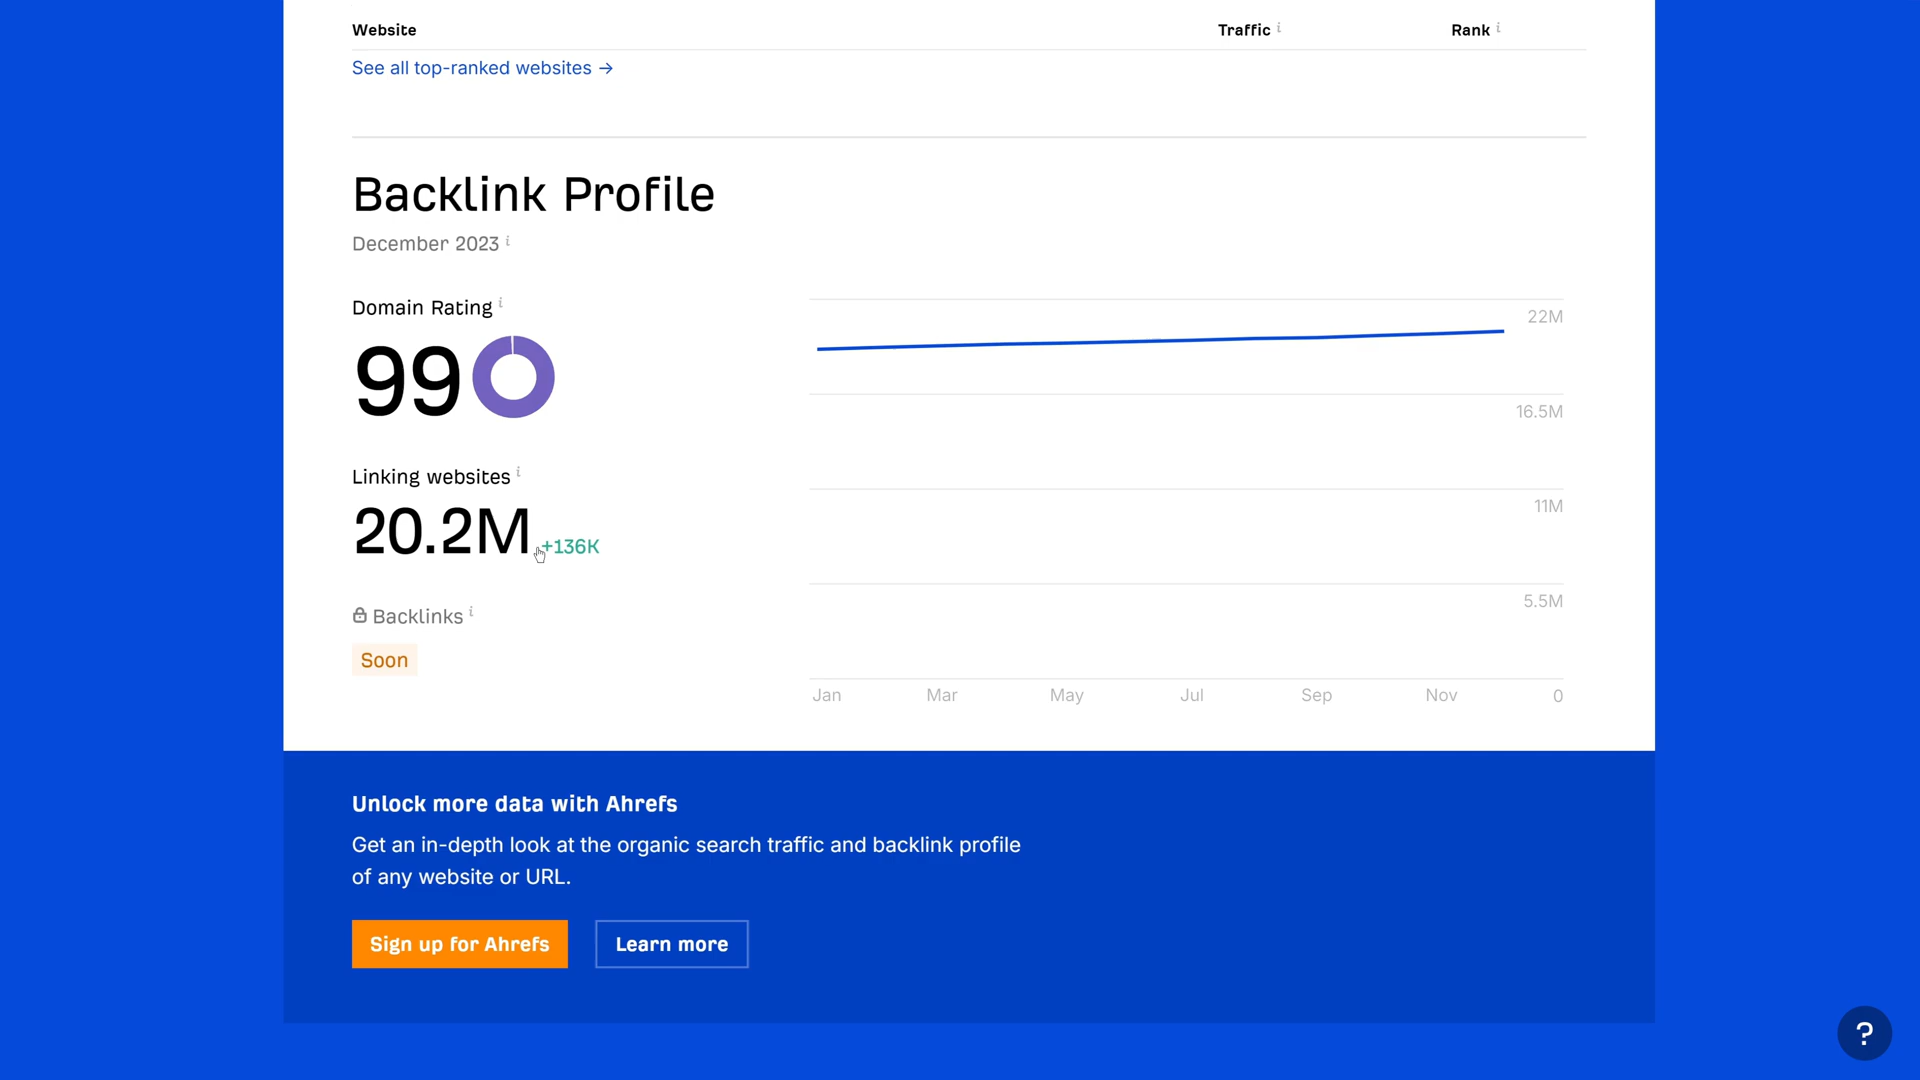 Website Traffic i Rank i
See all top-ranked websites →
Backlink Profile
December 2023 i
Domain Rating i
99
Linking websites i
20.2M +136K
Backlinks i
Soon
22M
16.5M
11M
5.5M
Jan Mar May Jul Sep Nov 0
Unlock more data with Ahrefs
Get an in-depth look at the organic search traffic and backlink profile
of any website or URL.
Sign up for Ahrefs Learn more
?